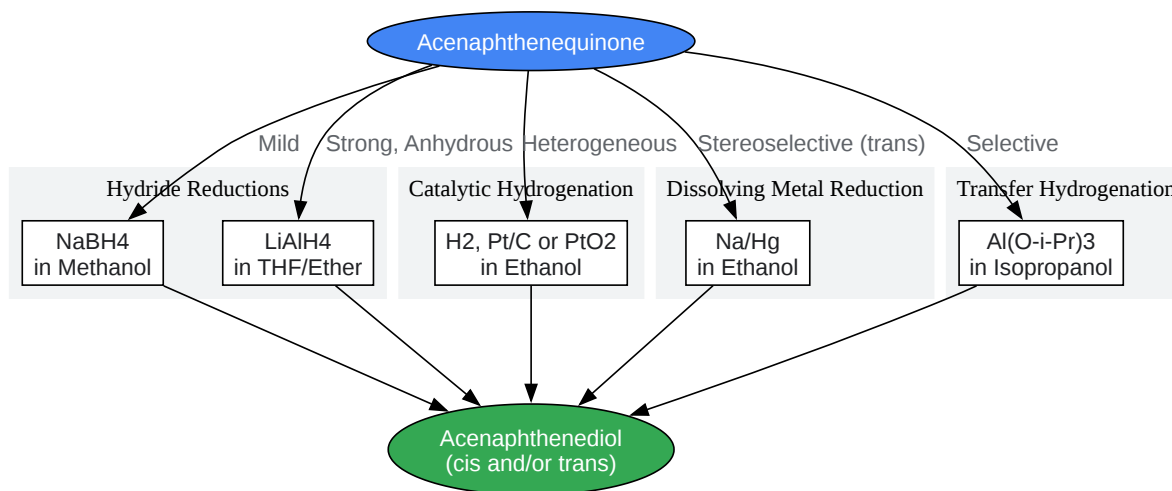 Acenaphthenequinone
Mild
Strong, Anhydrous
Heterogeneous
Stereoselective (trans)
Selective
Hydride Reductions
Catalytic Hydrogenation
Dissolving Metal Reduction
Transfer Hydrogenation
NaBH4
in Methanol
LiAlH4
in THF/Ether
H2, Pt/C or PtO2
in Ethanol
Na/Hg
in Ethanol
Al(O-i-Pr)3
in Isopropanol
Acenaphthenediol
(cis and/or trans)